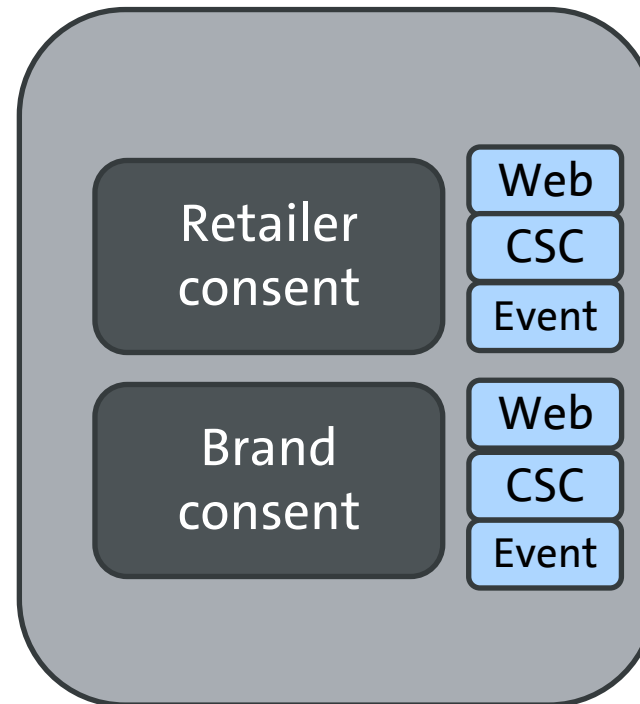 Retailer
consent
Web
CSC
Event
Brand
consent
Web
CSC
Event